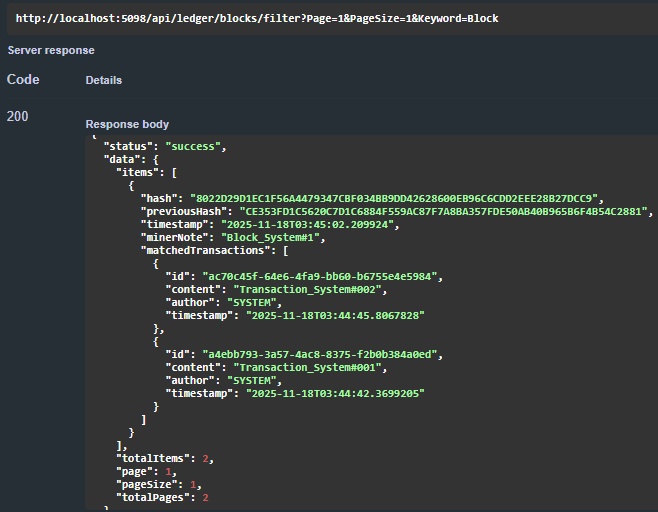 http://localhost:5098/api/ledger/blocks/filter?Page=1&PageSize=1&Keyword=Block
Server response
Code Details
200
Response body
{
"status": "success",
"data": {
"items": [
{
"hash": "8022D29D1EC1F56A4479347CBF034BB9DD42628600EB96C6CDD2EEE28B27DCC9",
"previousHash": "CE353FD1C5620C7D1C6884F559AC87F7A8BA357FDE50AB40B965B6F4B54C2881",
"timestamp": "2025-11-18T03:45:02.209924",
"minerNote": "Block_System#1",
"matchedTransactions": [
{
"id": "ac70c45f-64e6-4fa9-bb60-b6755e4e5984",
"content": "Transaction_System#002",
"author": "SYSTEM",
"timestamp": "2025-11-18T03:44:45.8067828"
},
{
"id": "a4ebb793-3a57-4ac8-8375-f2b0b384a0ed",
"content": "Transaction_System#001",
"author": "SYSTEM",
"timestamp": "2025-11-18T03:44:42.3699205"
}
]
}
],
"totalItems": 2,
"page": 1,
"pageSize": 1,
"totalPages": 2
}